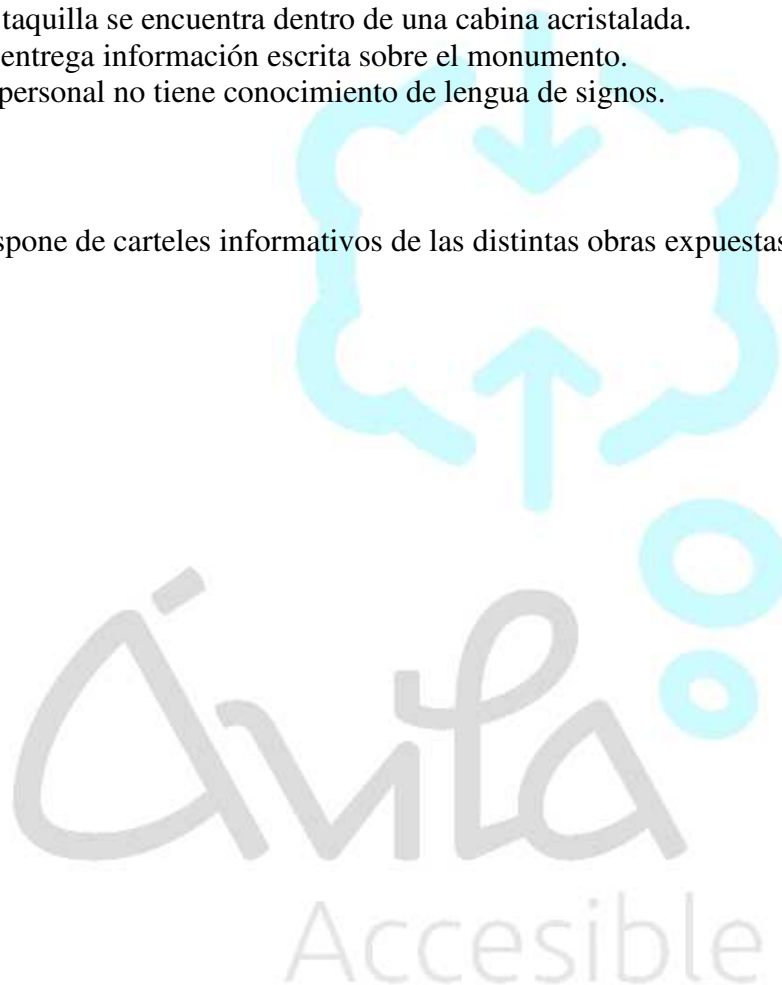 taquilla se encuentra dentro de una cabina acristalada.
entrega información escrita sobre el monumento.
personal no tiene conocimiento de lengua de signos.
spone de carteles informativos de las distintas obras expuestas
Ávila
Accesible